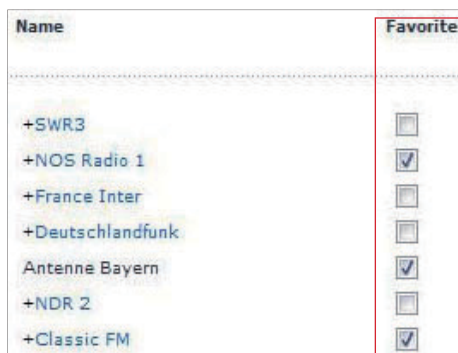 Name Favorite
+SWR3
+NOS Radio 1
+France Inter
+Deutschlandfunk
Antenne Bayern
+NDR 2
+Classic FM